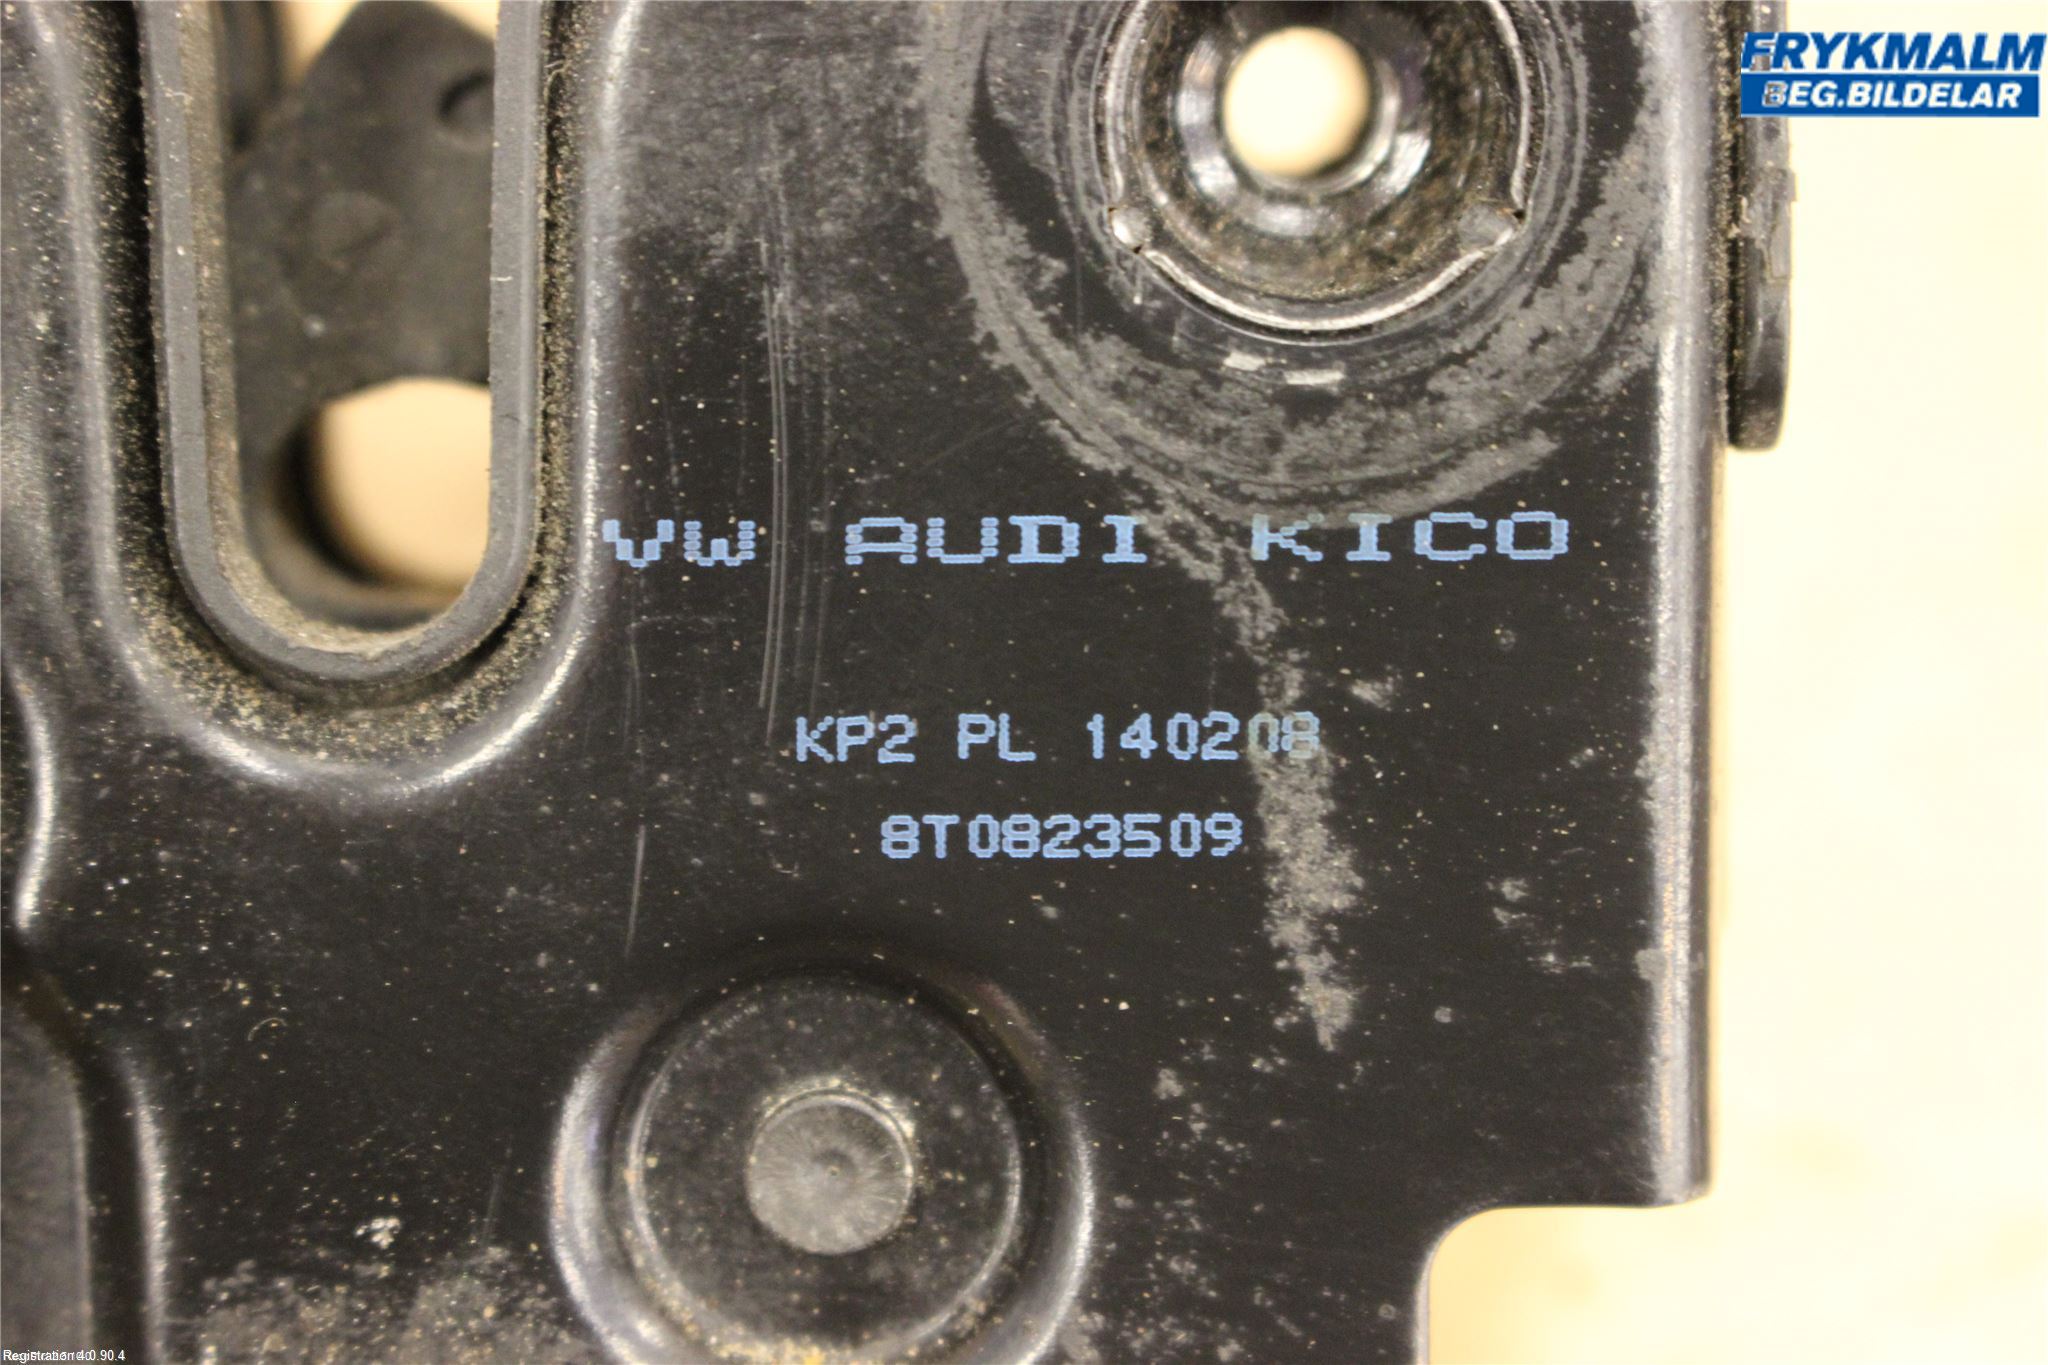 FRYKMALM
BEG.BILDELAR
VW AUDI KICO
KP2 PL 140208
8T0823509